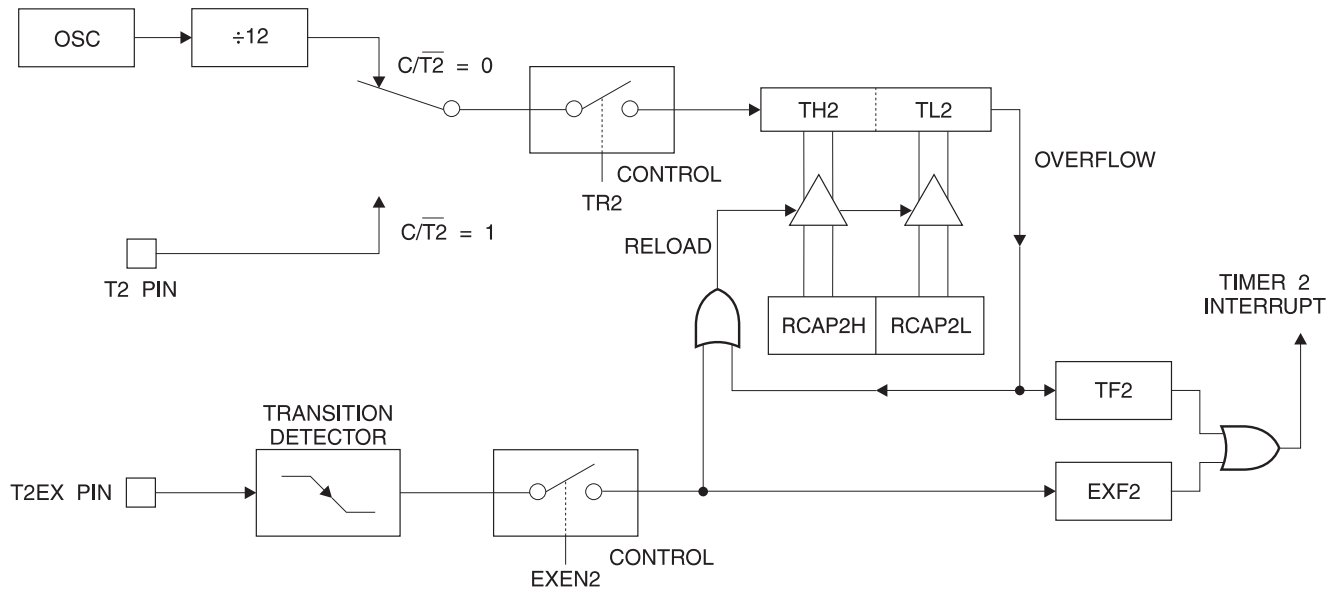 OSC
÷12
C/T2̅ = 0
TH2
TL2
OVERFLOW
CONTROL
TR2
C/T2̅ = 1
RELOAD
T2 PIN
TIMER 2
INTERRUPT
RCAP2H
RCAP2L
TRANSITION
DETECTOR
TF2
T2EX PIN
EXF2
CONTROL
EXEN2